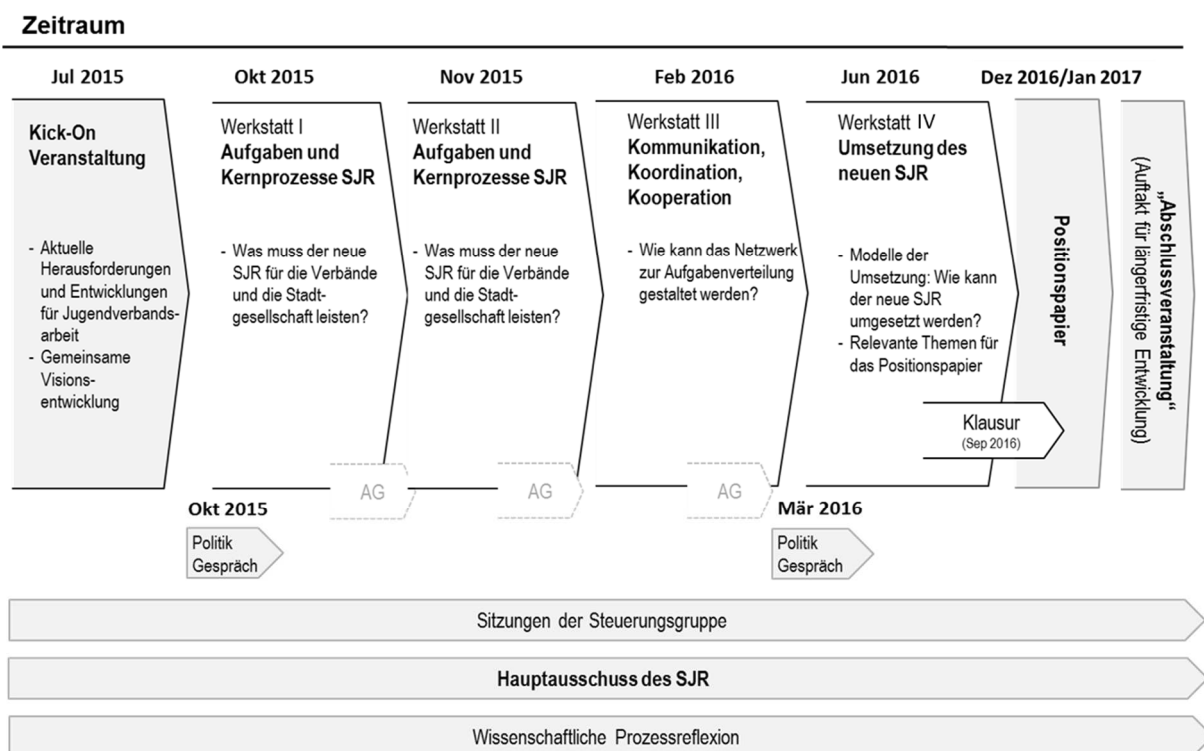 Zeitraum
Jul 2015
Okt 2015
Nov 2015
Feb 2016
Jun 2016
Dez 2016/Jan 2017
Kick-On
Veranstaltung
- Aktuelle
Herausforderungen
und Entwicklungen
für Jugendverbands-
arbeit
- Gemeinsame
Visions-
entwicklung
Werkstatt I
Aufgaben und
Kernprozesse SJR
- Was muss der neue
SJR für die Verbände
und die Stadt-
gesellschaft leisten?
Werkstatt II
Aufgaben und
Kernprozesse SJR
- Was muss der neue
SJR für die Verbände
und die Stadt-
gesellschaft leisten?
Werkstatt III
Kommunikation,
Koordination,
Kooperation
- Wie kann das Netzwerk
zur Aufgabenverteilung
gestaltet werden?
Werkstatt IV
Umsetzung des
neuen SJR
- Modelle der
Umsetzung: Wie kann
der neue SJR
umgesetzt werden?
- Relevante Themen für
das Positionspapier
Klausur
(Sep 2016)
Positionspapier
„Abschlussveranstaltung“
(Auftakt für längerfristige Entwicklung)
AG
AG
AG
Okt 2015
Politik
Gespräch
Mär 2016
Politik
Gespräch
Sitzungen der Steuerungsgruppe
Hauptausschuss des SJR
Wissenschaftliche Prozessreflexion